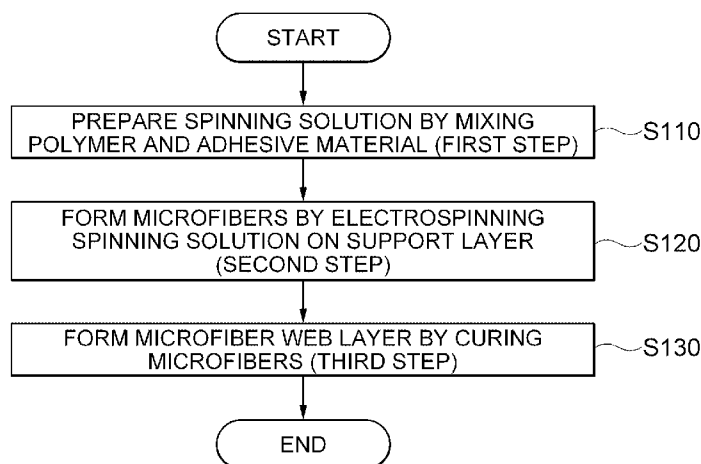 START
PREPARE SPINNING SOLUTION BY MIXING
POLYMER AND ADHESIVE MATERIAL (FIRST STEP)
S110
FORM MICROFIBERS BY ELECTROSPINNING
SPINNING SOLUTION ON SUPPORT LAYER
(SECOND STEP)
S120
FORM MICROFIBER WEB LAYER BY CURING
MICROFIBERS (THIRD STEP)
S130
END